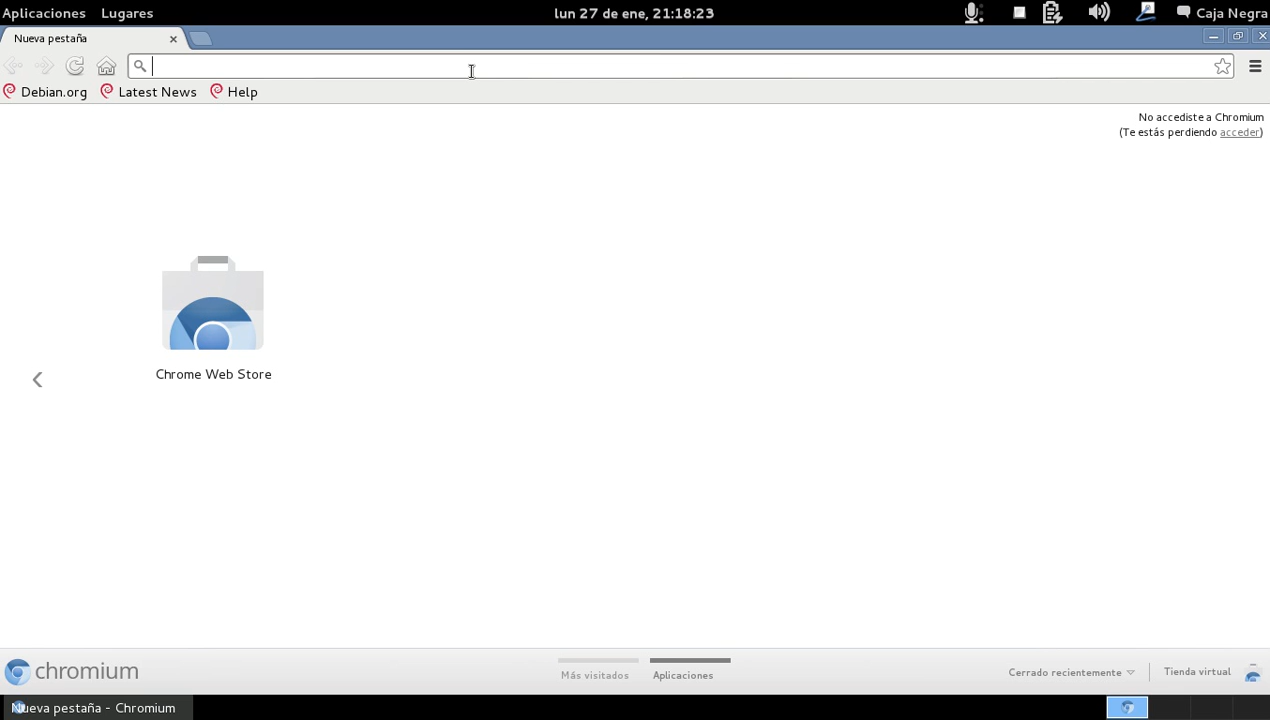 Aplicaciones Lugares lun 27 de ene, 21:18:23 Caja Negra
Nueva pestaña
Debian.org Latest News Help
No accediste a Chromium
(Te estás perdiendo acceder)
Chrome Web Store
chromium Más visitados Aplicaciones Cerrado recientemente Tienda virtual
Nueva pestaña - Chromium